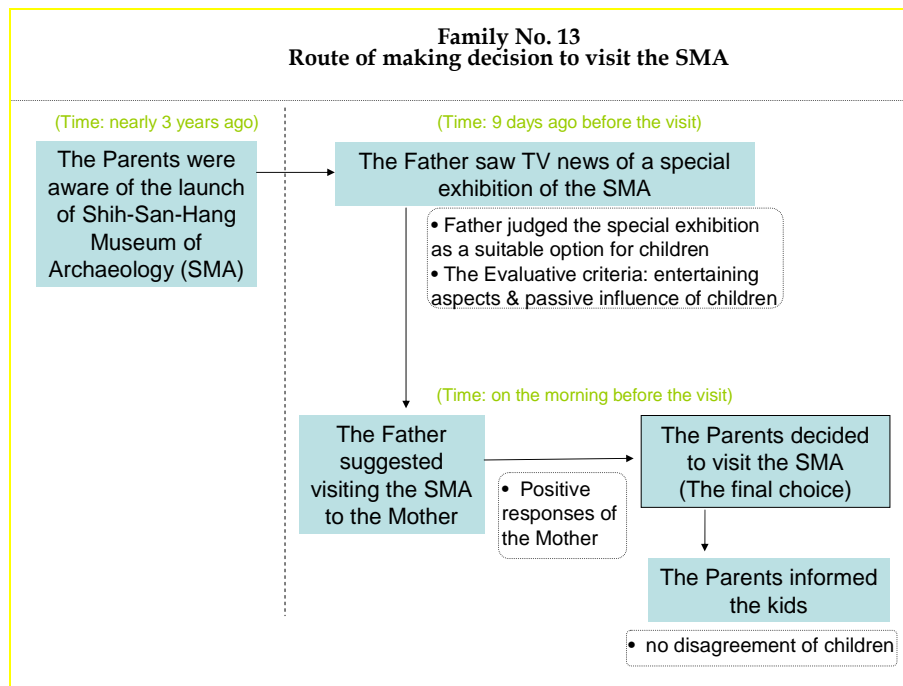 Family No. 13
Route of making decision to visit the SMA
(Time: nearly 3 years ago)
The Parents were
aware of the launch
of Shih-San-Hang
Museum of
Archaeology (SMA)
(Time: 9 days ago before the visit)
The Father saw TV news of a special
exhibition of the SMA
• Father judged the special exhibition
as a suitable option for children
• The Evaluative criteria: entertaining
aspects & passive influence of children
(Time: on the morning before the visit)
The Father
suggested
visiting the SMA
to the Mother
• Positive
responses of
the Mother
The Parents decided
to visit the SMA
(The final choice)
The Parents informed
the kids
• no disagreement of children